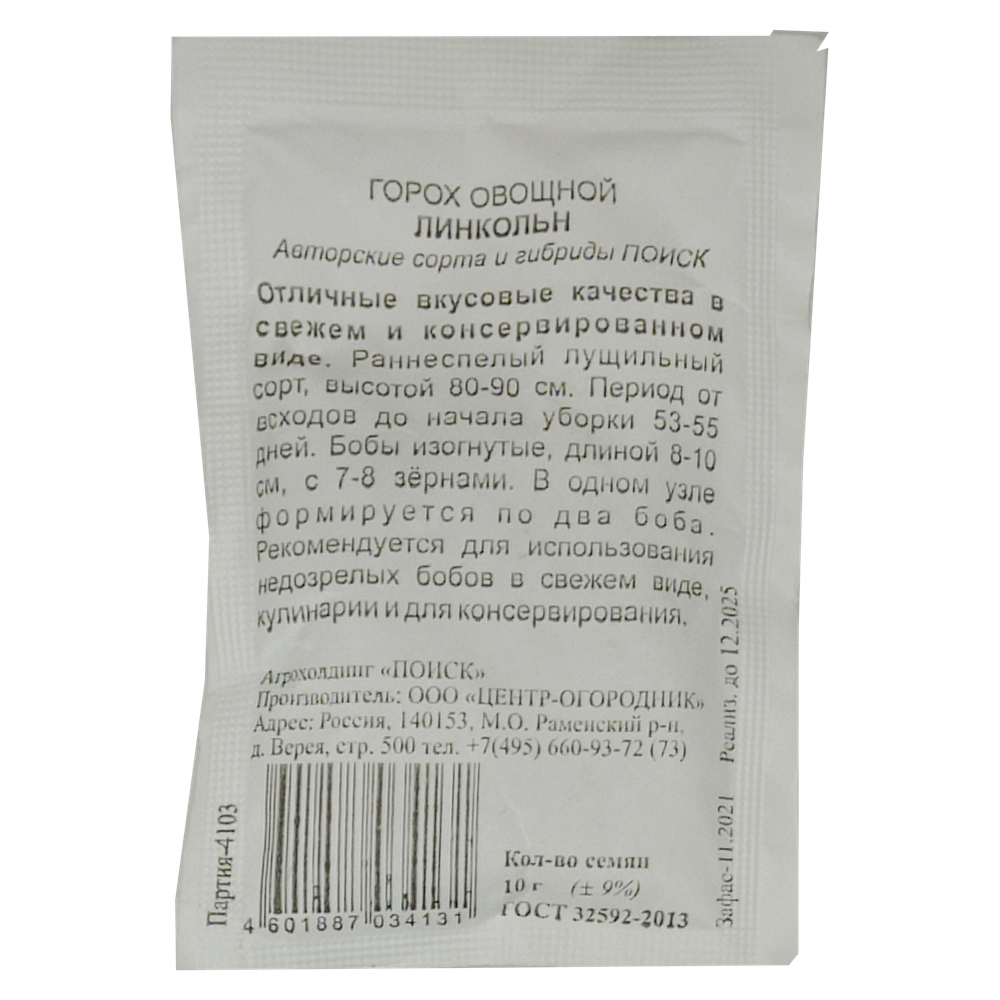 ГОРОХ ОВОЩНОЙ
ЛИНКОЛЬН
Авторские сорта и гибриды ПОИСК
Отличные вкусовые качества в
свежем и консервированном
виде. Раннеспелый лущильный
сорт, высотой 80-90 см. Период от
всходов до начала уборки 53-55
дней. Бобы изогнутые, длиной 8-10
см, с 7-8 зёрнами. В одном узле
формируется по два боба.
Рекомендуется для использования
недозрелых бобов в свежем виде,
кулинарии и для консервирования.
Агрохолдинг «ПОИСК»
Производитель: ООО «ЦЕНТР-ОГОРОДНИК»
Адрес: Россия, 140153, М.О. Раменский р-н,
д. Верея, стр. 500 тел. +7(495) 660-93-72 (73)
Партия-4103
4 601887 034131
Кол-во семян
10 г (± 9%)
ГОСТ 32592-2013
Зафас-11.2021 Реализ. до 12.2025